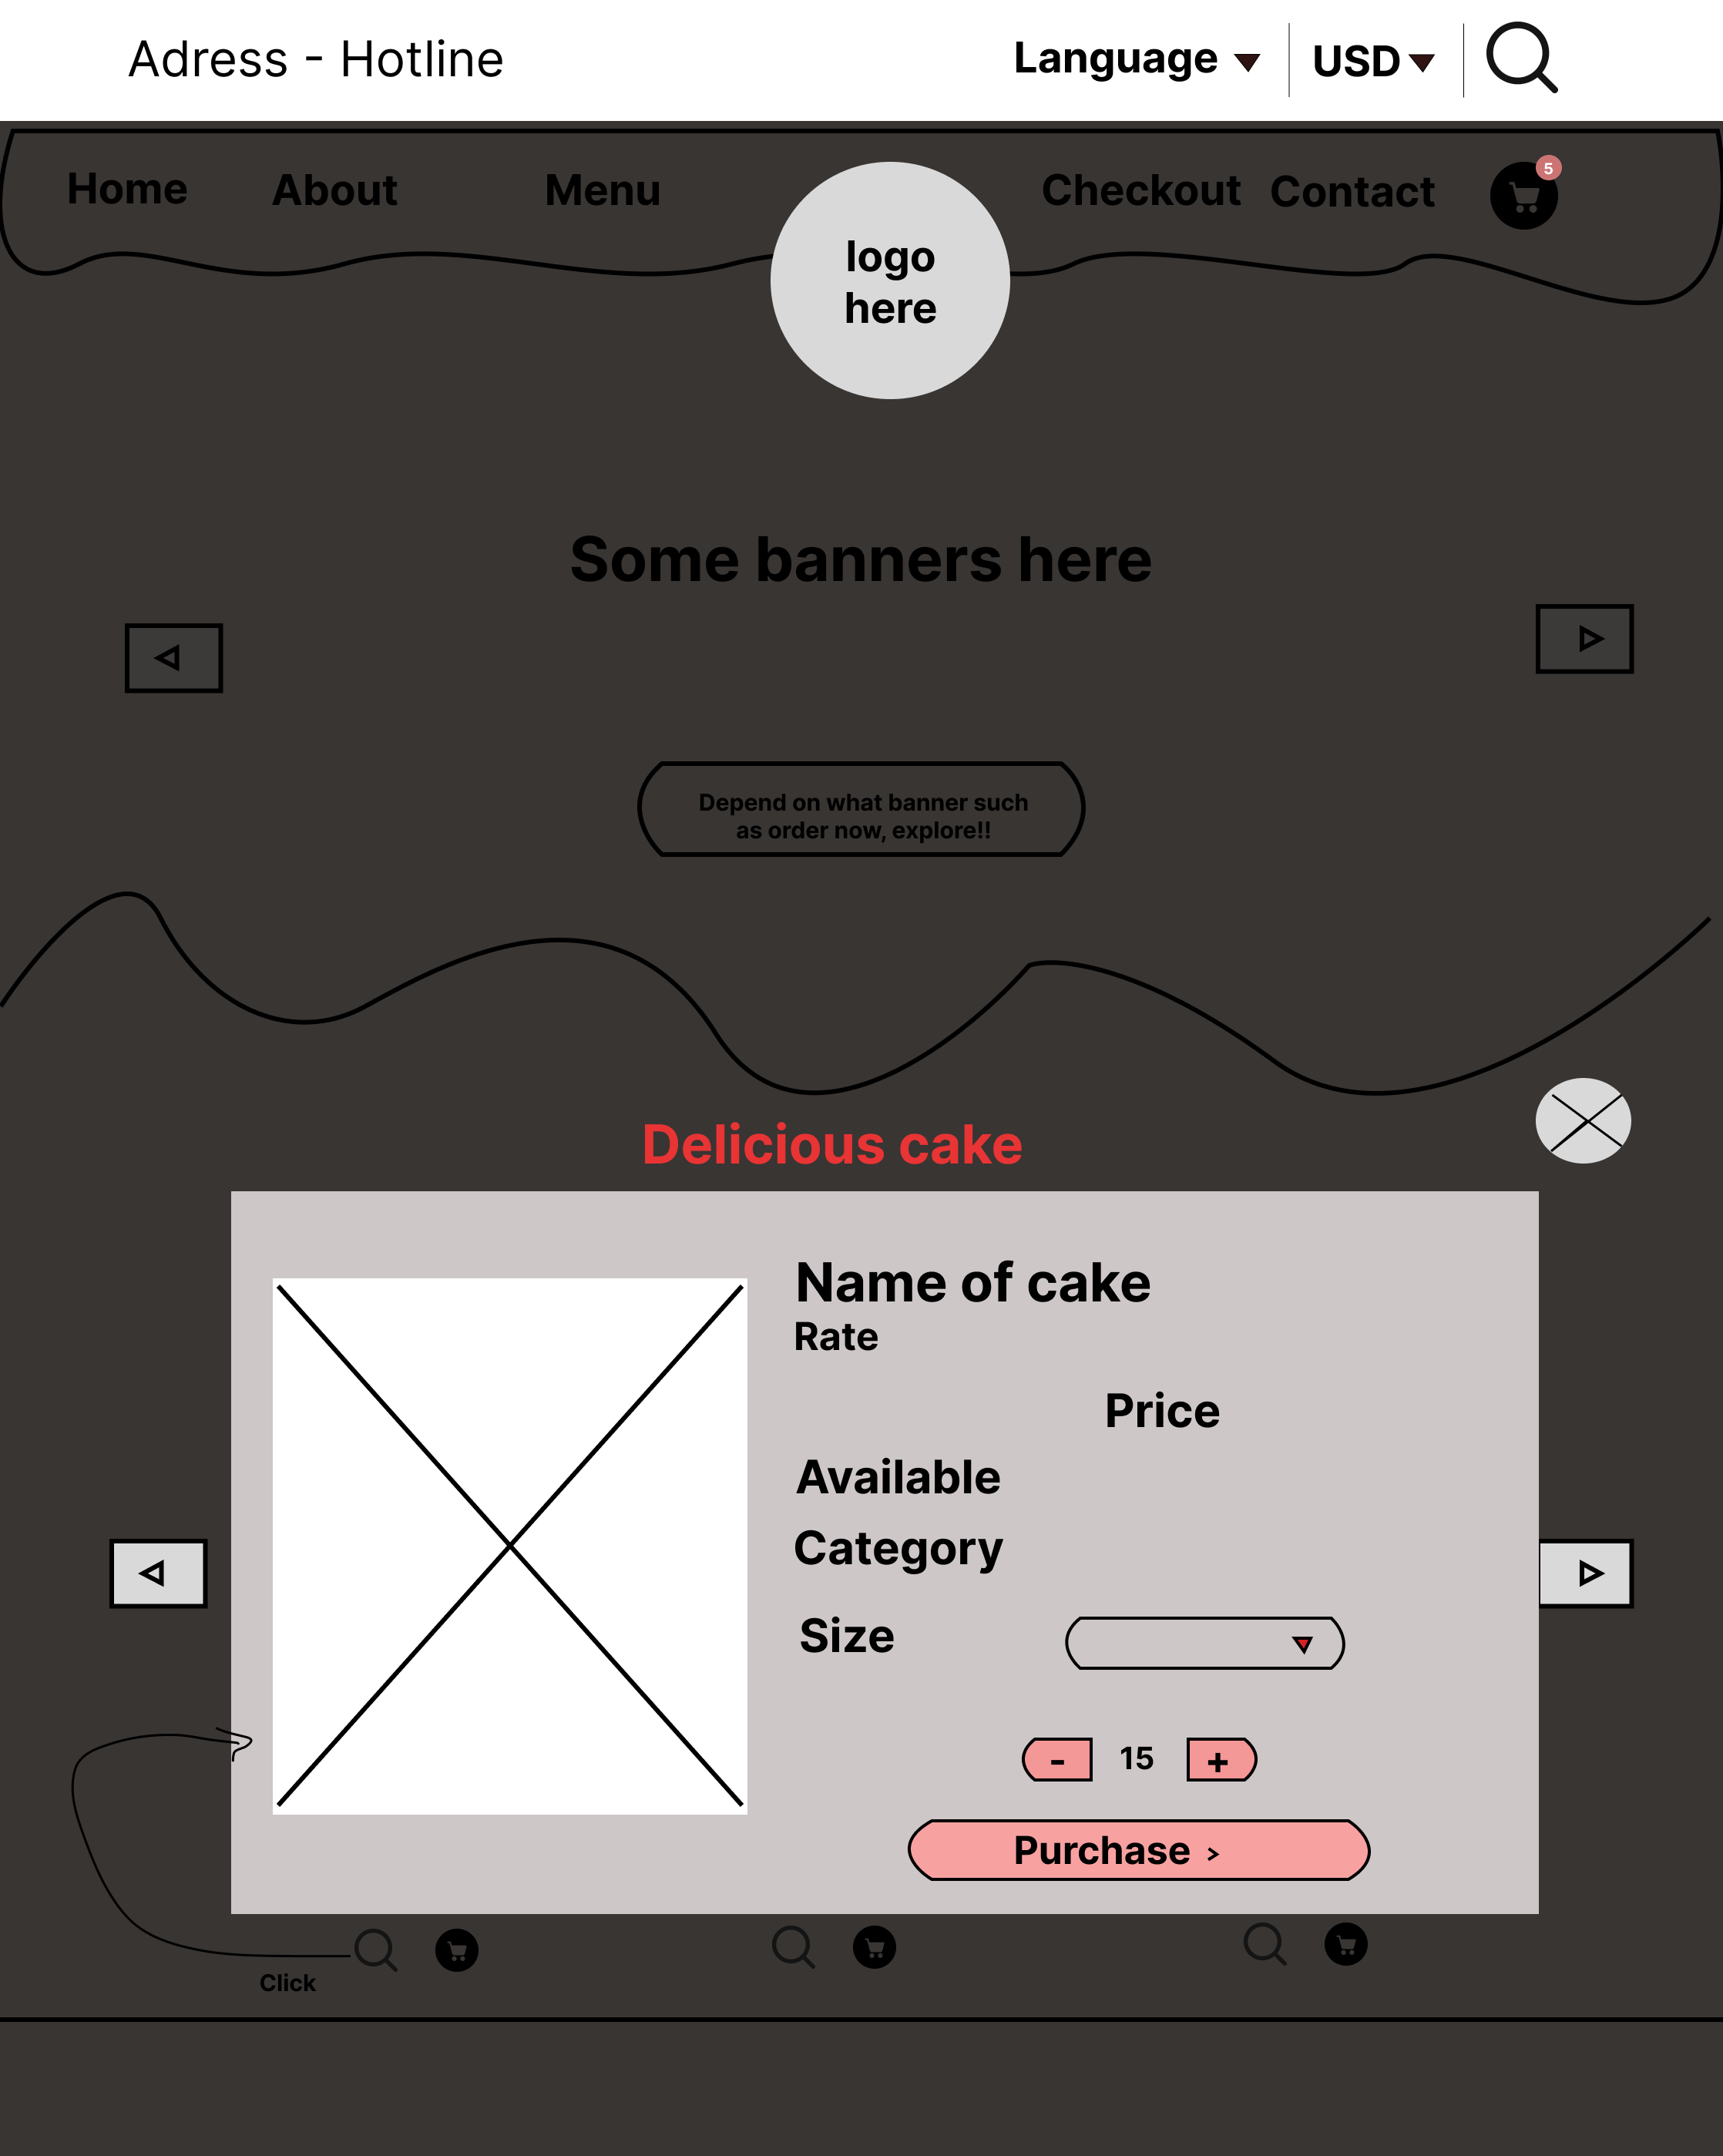 Adress - Hotline
Language
USD
Home
About
Menu
logo
here
Checkout
Contact
5
Some banners here
Depend on what banner such
as order now, explore!!
Delicious cake
Name of cake
Rate
Price
Available
Category
Size
- 15 +
Purchase >
Click